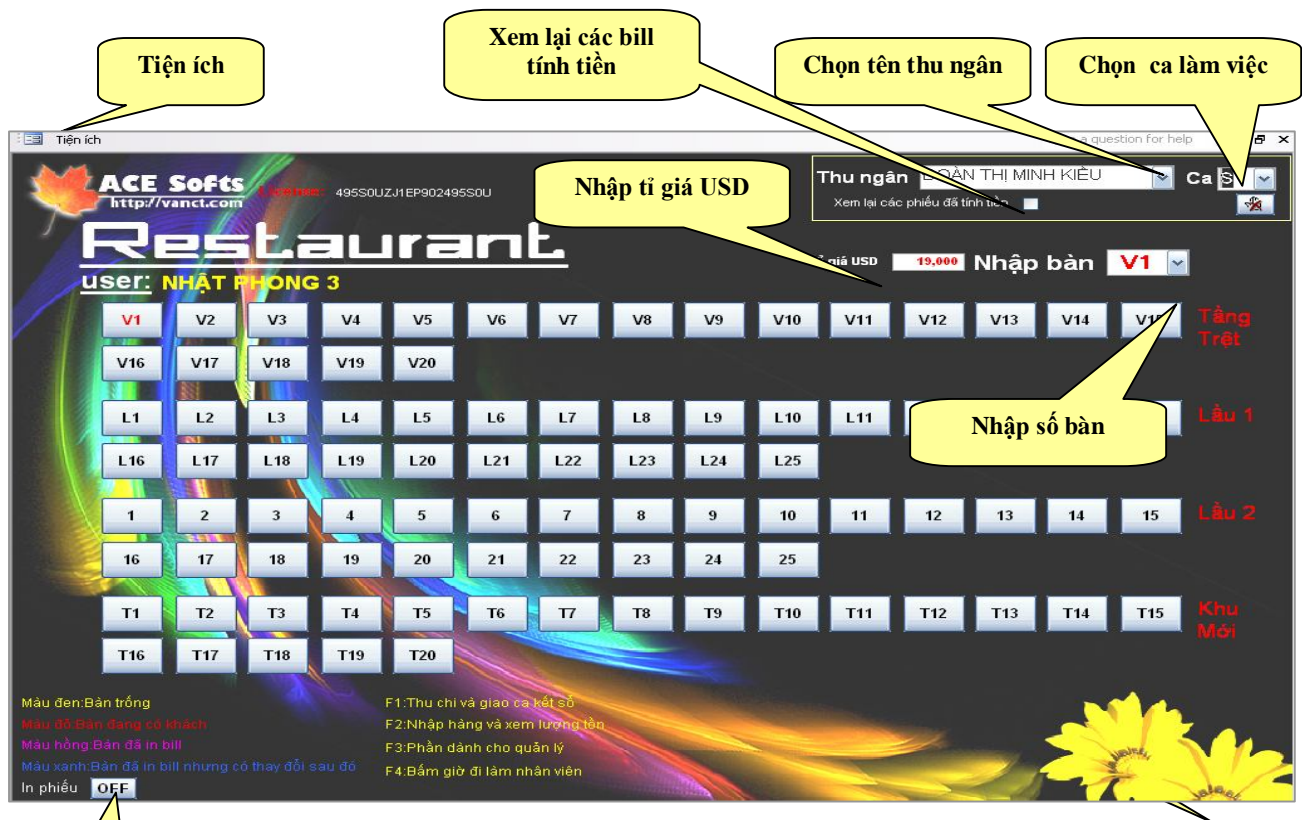 Xem lại các bill
tính tiền
Tiện ích
Chọn tên thu ngân
Chọn ca làm việc
Tiện ích
a question for help
ACE Softs
http://vanct.com
495S0UZJ1EP902495S0U
Nhập tỉ giá USD
Thu ngân ĐOÀN THỊ MINH KIỀU Ca S
Xem lại các phiếu đã tính tiền
Restaurant
giá USD 19,000 Nhập bàn V1
user: NHẬT PHONG 3
V1 V2 V3 V4 V5 V6 V7 V8 V9 V10 V11 V12 V13 V14 V15 Tầng
Trệt
V16 V17 V18 V19 V20
L1 L2 L3 L4 L5 L6 L7 L8 L9 L10 L11 Lầu 1
Nhập số bàn
L16 L17 L18 L19 L20 L21 L22 L23 L24 L25
1 2 3 4 5 6 7 8 9 10 11 12 13 14 15 Lầu 2
16 17 18 19 20 21 22 23 24 25
T1 T2 T3 T4 T5 T6 T7 T8 T9 T10 T11 T12 T13 T14 T15 Khu
Mới
T16 T17 T18 T19 T20
Màu đen:Bàn trống
Màu đỏ:Bàn đang có khách
Màu hồng:Bàn đã in bill
Màu xanh:Bàn đã in bill nhưng có thay đổi sau đó
F1:Thu chi và giao ca kết sổ
F2:Nhập hàng và xem lượng tồn
F3:Phần dành cho quản lý
F4:Bấm giờ đi làm nhân viên
In phiếu OFF